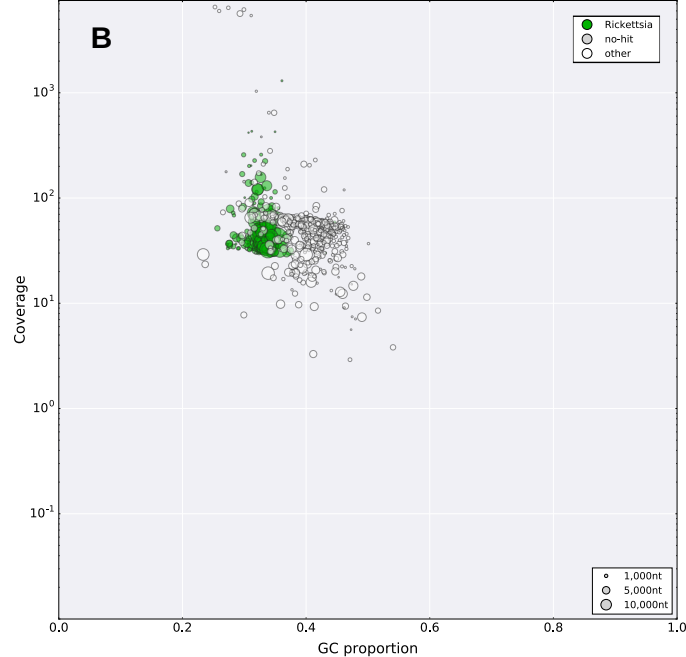 B
Rickettsia
no-hit
other
10³
10²
10¹
10⁰
10⁻¹
Coverage
1,000nt
5,000nt
10,000nt
0.0 0.2 0.4 0.6 0.8 1.0
GC proportion